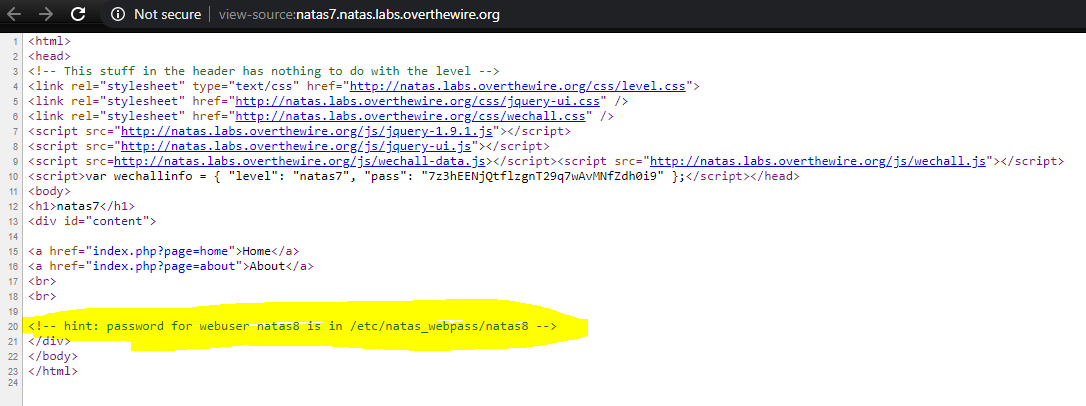 Not secure | view-source:natas7.natas.labs.overthewire.org
1 <html>
2 <head>
3 <!-- This stuff in the header has nothing to do with the level -->
4 <link rel="stylesheet" type="text/css" href="http://natas.labs.overthewire.org/css/level.css">
5 <link rel="stylesheet" href="http://natas.labs.overthewire.org/css/jquery-ui.css" />
6 <link rel="stylesheet" href="http://natas.labs.overthewire.org/css/wechall.css" />
7 <script src="http://natas.labs.overthewire.org/js/jquery-1.9.1.js"></script>
8 <script src="http://natas.labs.overthewire.org/js/jquery-ui.js"></script>
9 <script src=http://natas.labs.overthewire.org/js/wechall-data.js></script><script src="http://natas.labs.overthewire.org/js/wechall.js"></script>
10 <script>var wechallinfo = { "level": "natas7", "pass": "7z3hEENjQtflzgnT29q7wAvMNfZdh0i9" };</script></head>
11 <body>
12 <h1>natas7</h1>
13 <div id="content">
14
15 <a href="index.php?page=home">Home</a>
16 <a href="index.php?page=about">About</a>
17 <br>
18 <br>
19
20 <!-- hint: password for webuser natas8 is in /etc/natas_webpass/natas8 -->
21 </div>
22 </body>
23 </html>
24